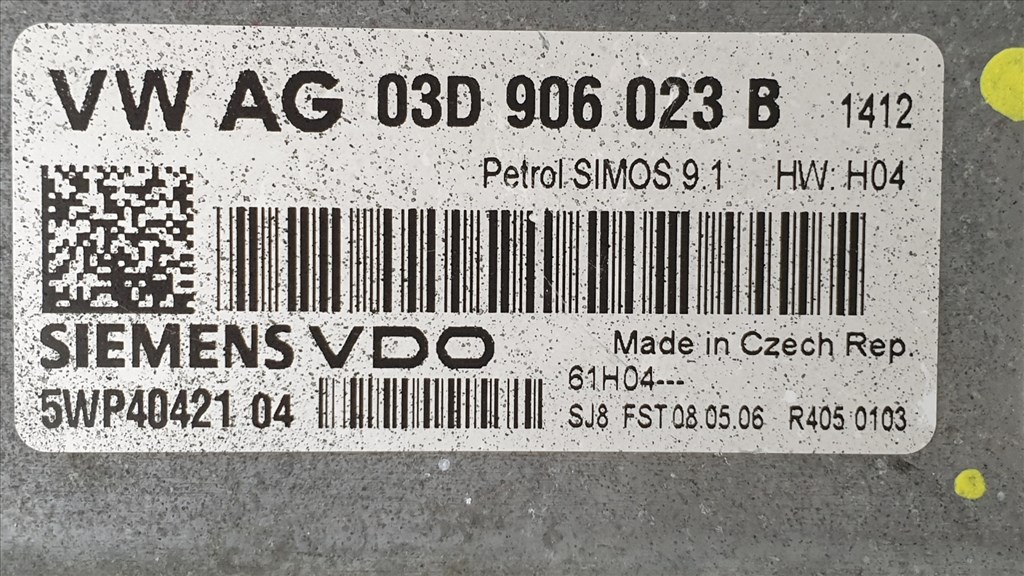 VW AG 03D 906 023 B 1412
Petrol SIMOS 9.1 HW: H04
SIEMENS VDO Made in Czech Rep.
61H04---
5WP40421 04 SJ8 FST 08.05.06 R405 0103